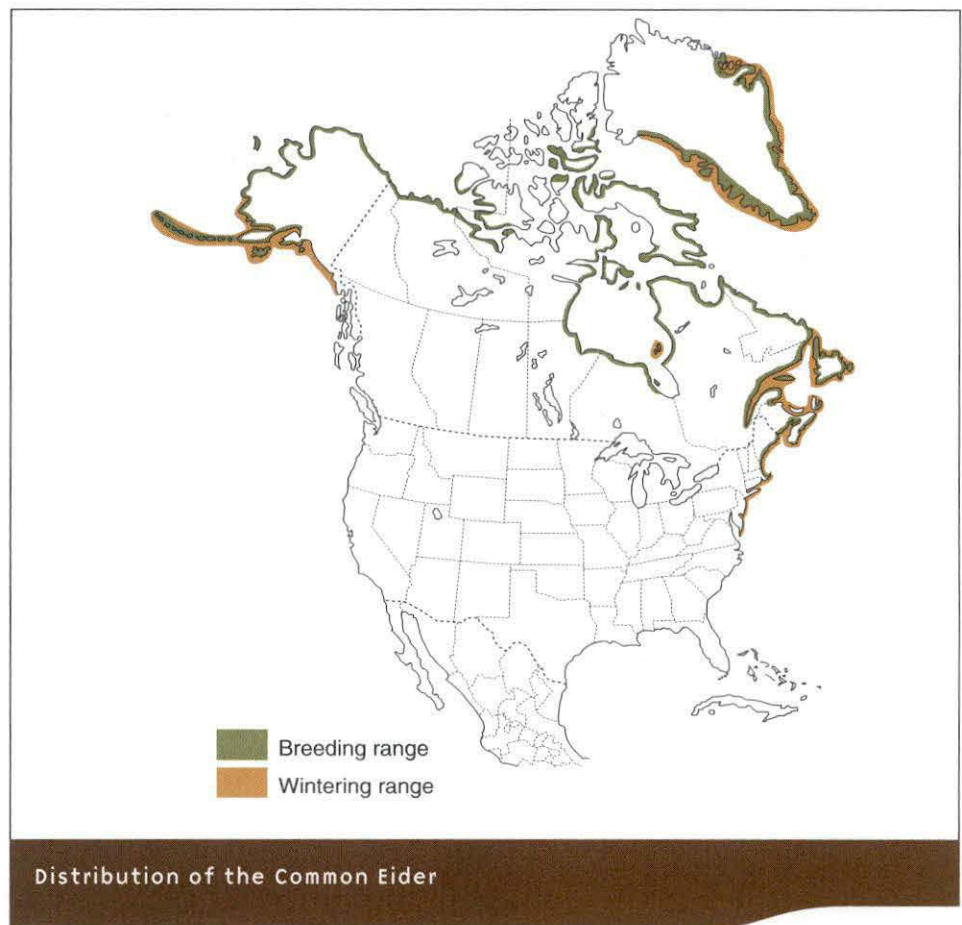 Breeding range
Wintering range
Distribution of the Common Eider